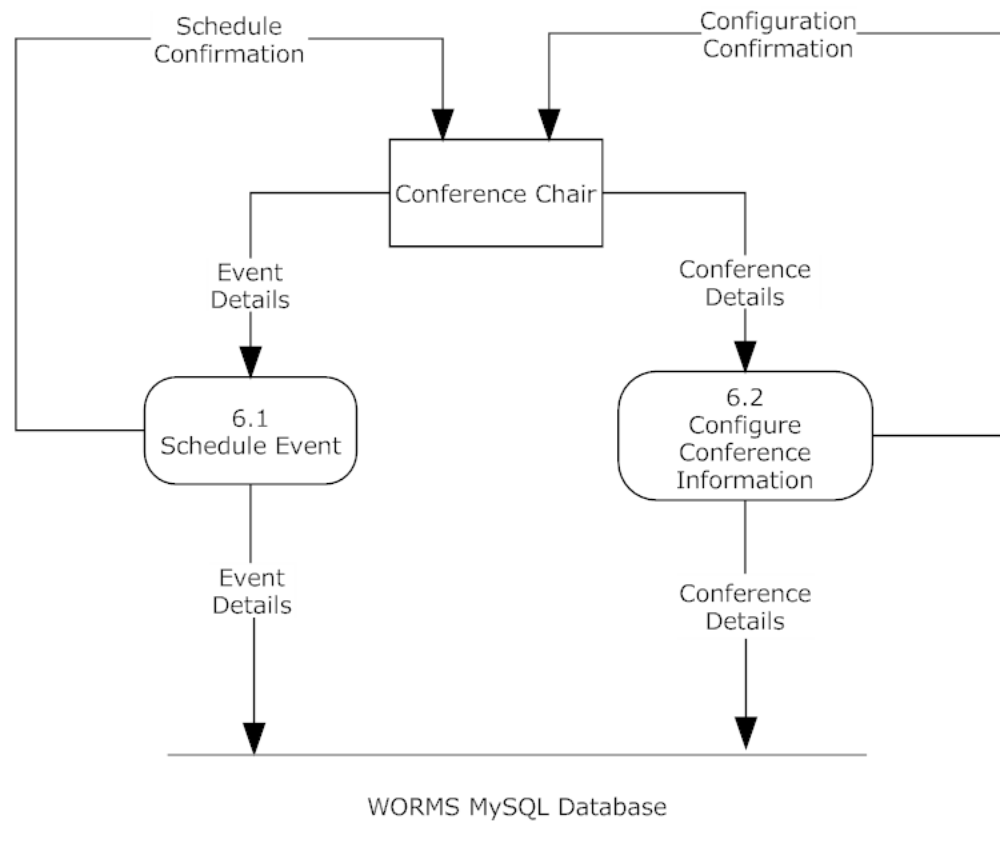 Schedule
Confirmation
Configuration
Confirmation
Conference Chair
Event
Details
Conference
Details
6.1
Schedule Event
6.2
Configure
Conference
Information
Event
Details
Conference
Details
WORMS MySQL Database